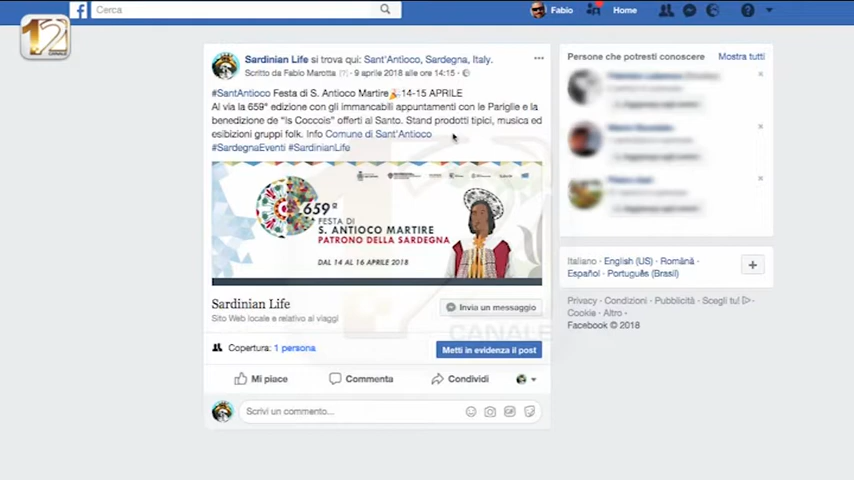 12
CANALE
Cerca
Fabio
Home
Sardinian Life si trova qui: Sant'Antioco, Sardegna, Italy.
Scritto da Fabio Marotta [?] · 9 aprile 2018 alle ore 14:15 ·
#SantAntioco Festa di S. Antioco Martire 14-15 APRILE
Al via la 659° edizione con gli immancabili appuntamenti con le Pariglie e la
benedizione de "Is Coccois" offerti al Santo. Stand prodotti tipici, musica ed
esibizioni gruppi folk. Info Comune di Sant'Antioco
#SardegnaEventi #SardinianLife
659ª
FESTA DI
S. ANTIOCO MARTIRE
PATRONO DELLA SARDEGNA
DAL 14 AL 16 APRILE 2018
Sardinian Life
Sito Web locale e relativo ai viaggi
Invia un messaggio
Copertura: 1 persona
Metti in evidenza il post
Mi piace
Commenta
Condividi
Scrivi un commento...
Persone che potresti conoscere
Mostra tutti
Italiano · English (US) · Română ·
Español · Português (Brasil)
Privacy · Condizioni · Pubblicità · Scegli tu! ·
Cookie · Altro ·
Facebook © 2018
CANALE